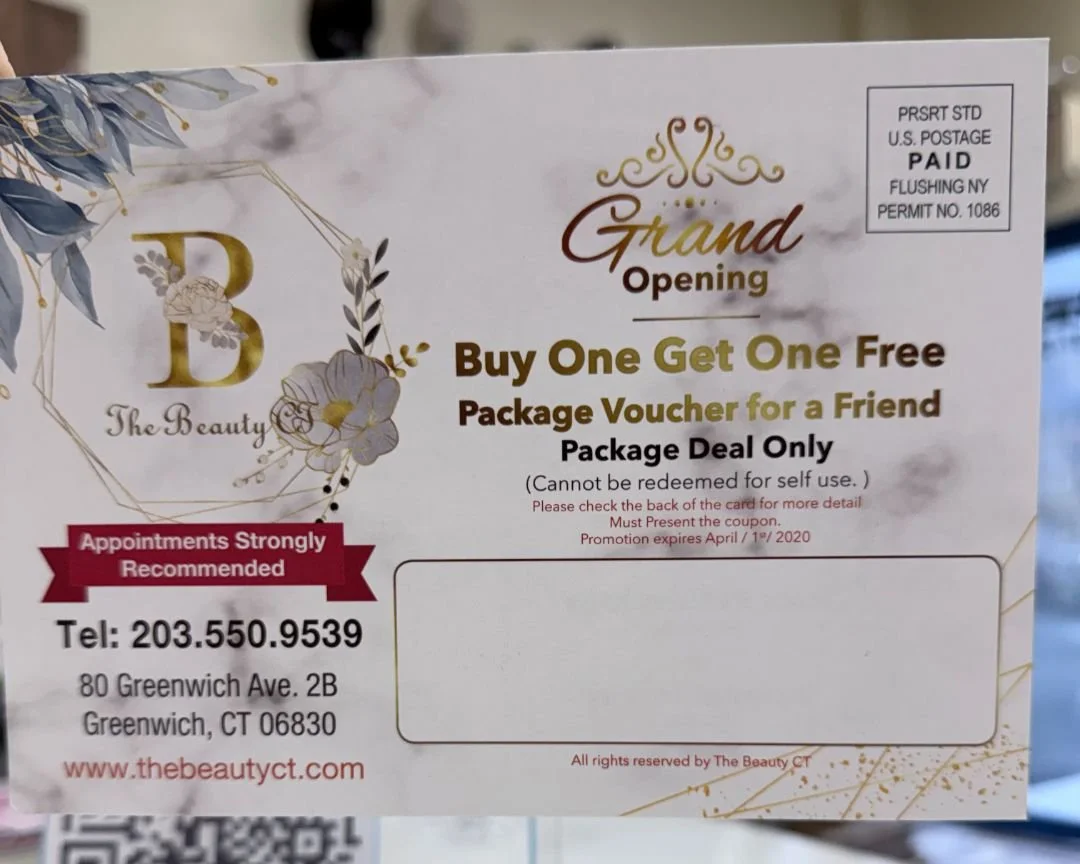 B
The Beauty CT
Appointments Strongly
Recommended
Tel: 203.550.9539
80 Greenwich Ave. 2B
Greenwich, CT 06830
www.thebeautyct.com
Grand
Opening
Buy One Get One Free
Package Voucher for a Friend
Package Deal Only
(Cannot be redeemed for self use. )
Please check the back of the card for more detail
Must Present the coupon.
Promotion expires April / 1st/ 2020
All rights reserved by The Beauty CT
PRSRT STD
U.S. POSTAGE
PAID
FLUSHING NY
PERMIT NO. 1086